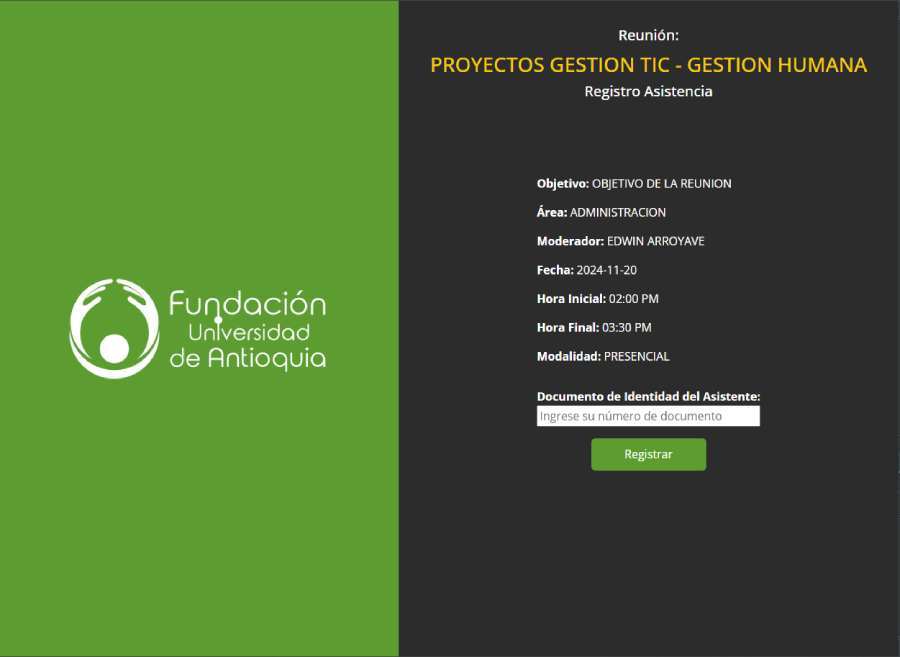 Fundación
Universidad
de Antioquia
Reunión:
PROYECTOS GESTION TIC - GESTION HUMANA
Registro Asistencia
Objetivo: OBJETIVO DE LA REUNION
Área: ADMINISTRACION
Moderador: EDWIN ARROYAVE
Fecha: 2024-11-20
Hora Inicial: 02:00 PM
Hora Final: 03:30 PM
Modalidad: PRESENCIAL
Documento de Identidad del Asistente:
Ingrese su número de documento
Registrar